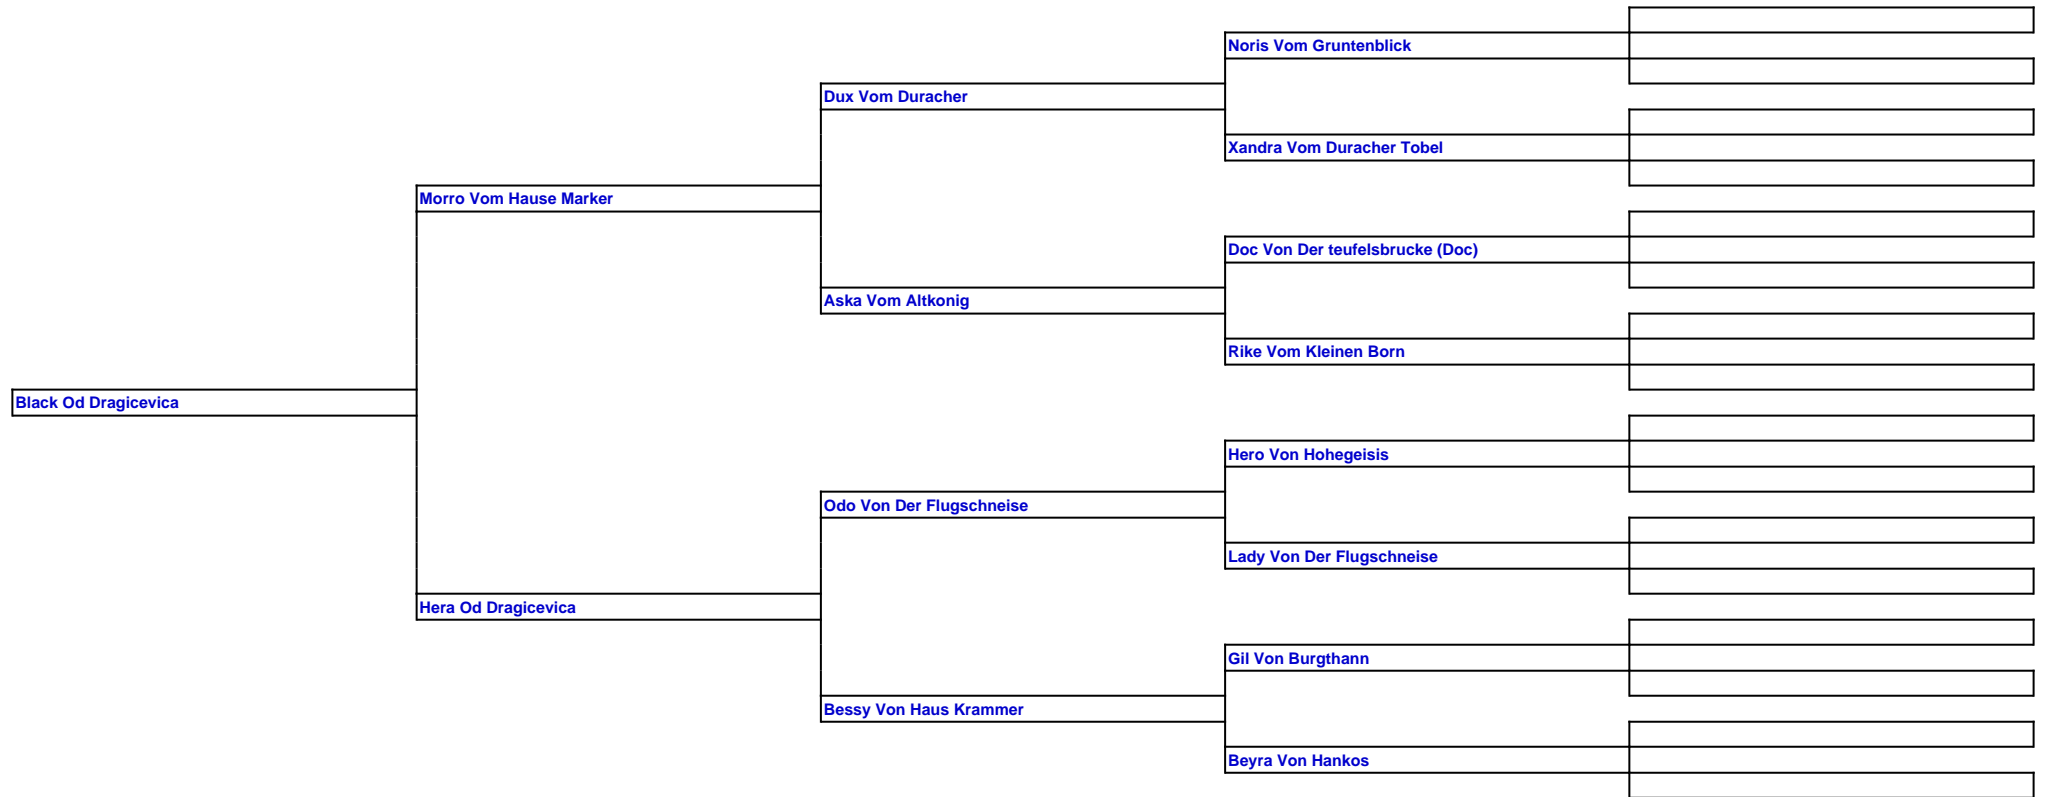 Noris Vom Gruntenblick
Dux Vom Duracher
Xandra Vom Duracher Tobel
Morro Vom Hause Marker
Doc Von Der teufelsbrucke (Doc)
Aska Vom Altkonig
Rike Vom Kleinen Born
Black Od Dragicevica
Hero Von Hohegeisis
Odo Von Der Flugschneise
Lady Von Der Flugschneise
Hera Od Dragicevica
Gil Von Burgthann
Bessy Von Haus Krammer
Beyra Von Hankos